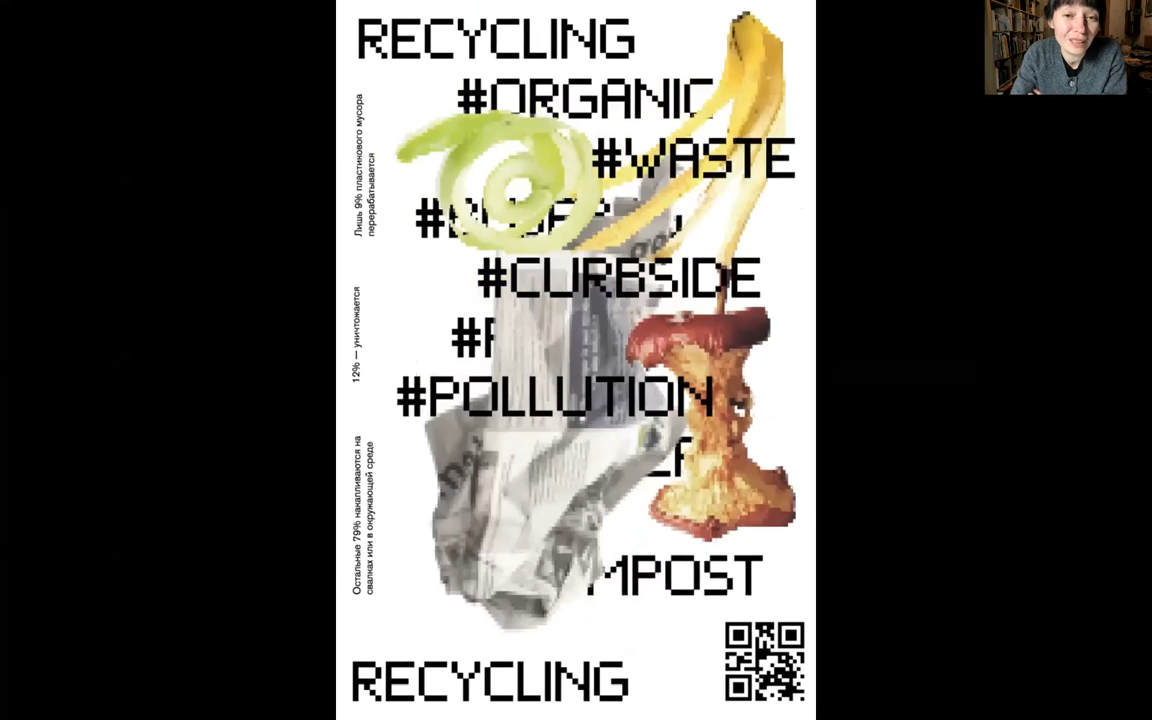 RECYCLING
#ORGANIC
#WASTE
#CURBSIDE
#POLLUTION
MPOST
RECYCLING
Лишь 9% пластикового мусора
перерабатывается
12% — уничтожается
Остальные 79% накапливаются на
свалках или в окружающей среде